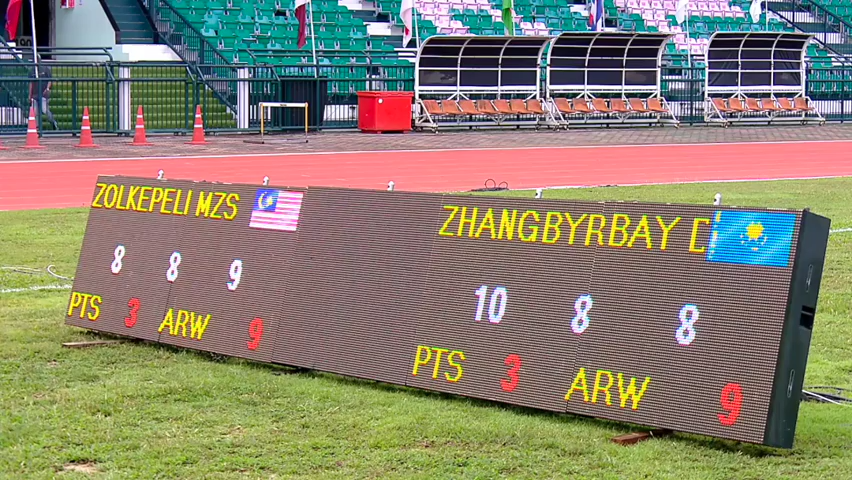 ZOLKEPELI MZS
8 8 9
PTS 3 ARW 9
ZHANGBYRBAY D
10 8 8
PTS 3 ARW 9